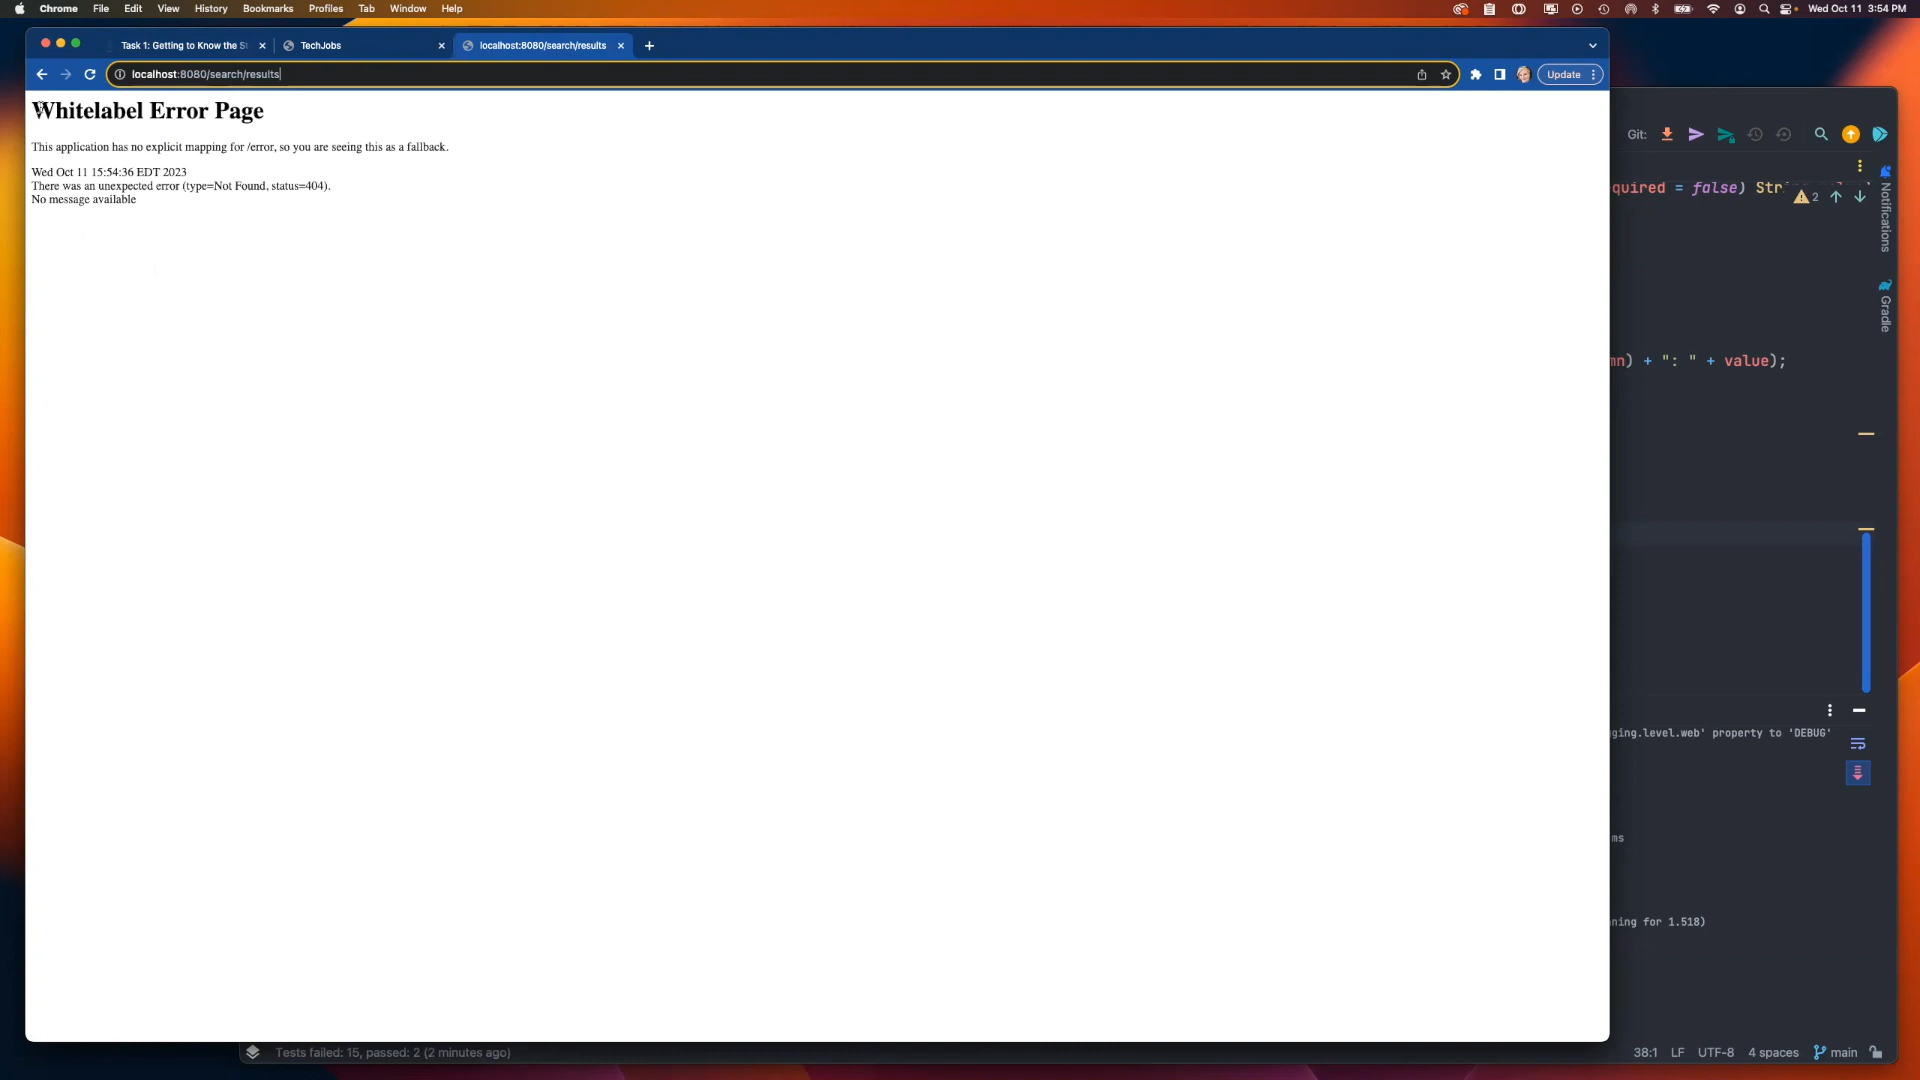 Chrome File Edit View History Bookmarks Profiles Tab Window Help Wed Oct 11 3:54 PM
Task 1: Getting to Know the St TechJobs localhost:8080/search/results
localhost:8080/search/results Update
Whitelabel Error Page
This application has no explicit mapping for /error, so you are seeing this as a fallback.
Wed Oct 11 15:54:36 EDT 2023
There was an unexpected error (type=Not Found, status=404).
No message available
Git:
quired = false) Str
2
Notifications
Gradle
mn) + ": " + value);
ging.level.web' property to 'DEBUG'
ms
ning for 1.518)
Tests failed: 15, passed: 2 (2 minutes ago) 38:1 LF UTF-8 4 spaces main